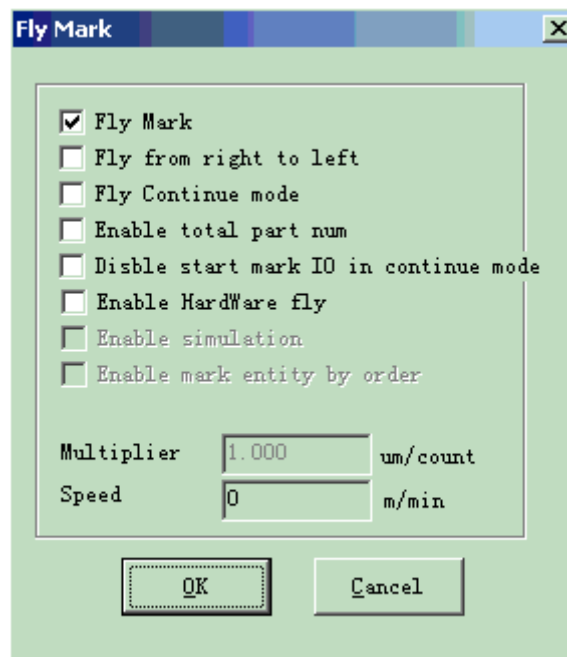 Fly Mark
Fly Mark
Fly from right to left
Fly Continue mode
Enable total part num
Disble start mark IO in continue mode
Enable HardWare fly
Enable simulation
Enable mark entity by order
Multiplier 1.000 um/count
Speed 0 m/min
OK Cancel